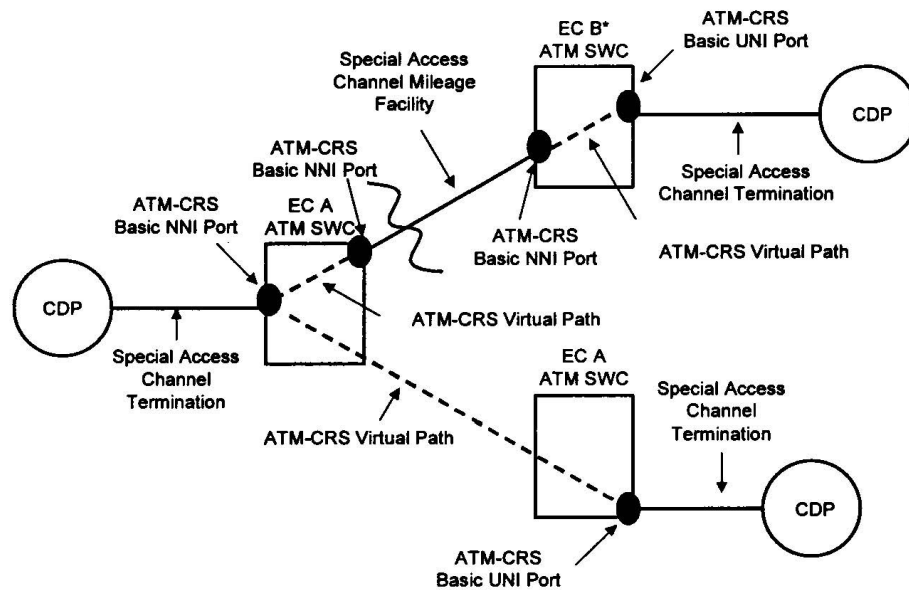 EC B*
ATM SWC
ATM-CRS
Basic UNI Port
Special Access
Channel Mileage
Facility
CDP
ATM-CRS
Basic NNI Port
Special Access
Channel Termination
ATM-CRS
Basic NNI Port
EC A
ATM SWC
ATM-CRS
Basic NNI Port
ATM-CRS Virtual Path
CDP
ATM-CRS Virtual Path
Special Access
Channel
Termination
EC A
ATM SWC
Special Access
Channel
Termination
ATM-CRS Virtual Path
CDP
ATM-CRS
Basic UNI Port